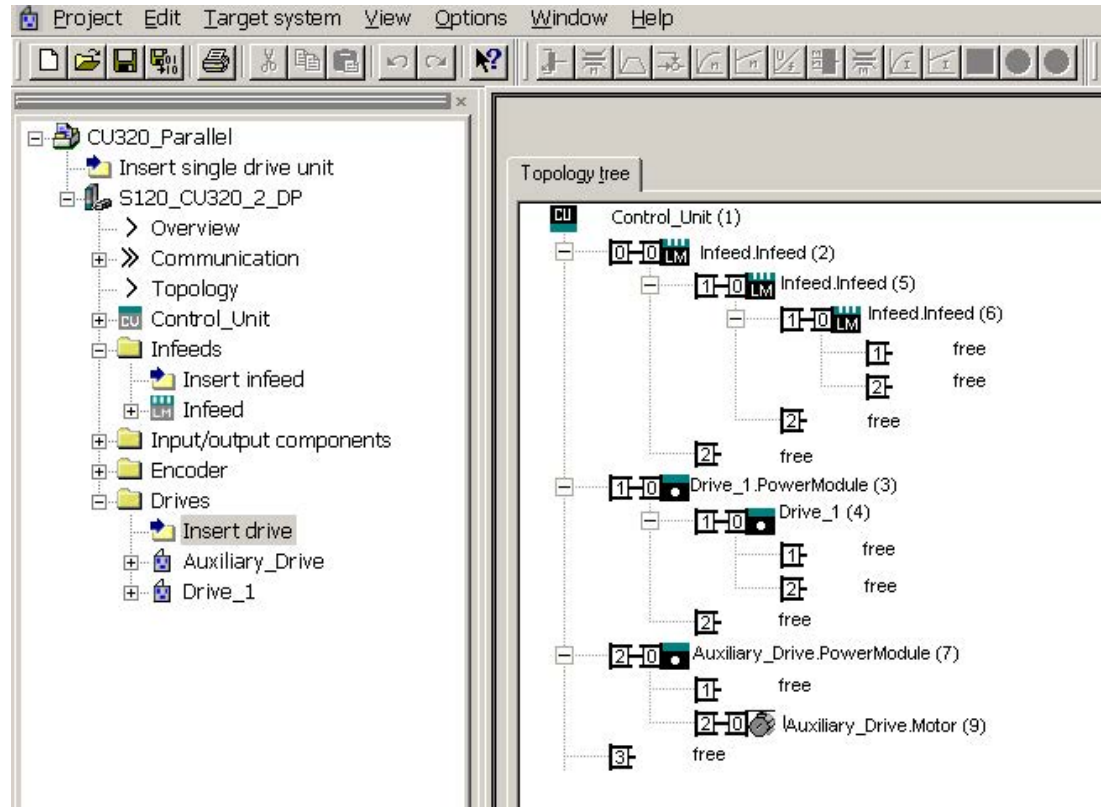 Project Edit Target system View Options Window Help
CU320_Parallel
Insert single drive unit
S120_CU320_2_DP
Overview
Communication
Topology
CU Control_Unit
Infeeds
Insert infeed
LM Infeed
Input/output components
Encoder
Drives
Insert drive
Auxiliary_Drive
Drive_1
Topology tree
CU Control_Unit (1)
0 0 LM Infeed.Infeed (2)
1 0 LM Infeed.Infeed (5)
1 0 LM Infeed.Infeed (6)
1 free
2 free
2 free
2 free
1 0 Drive_1.PowerModule (3)
1 0 Drive_1 (4)
1 free
2 free
2 free
2 0 Auxiliary_Drive.PowerModule (7)
1 free
2 0 Auxiliary_Drive.Motor (9)
3 free